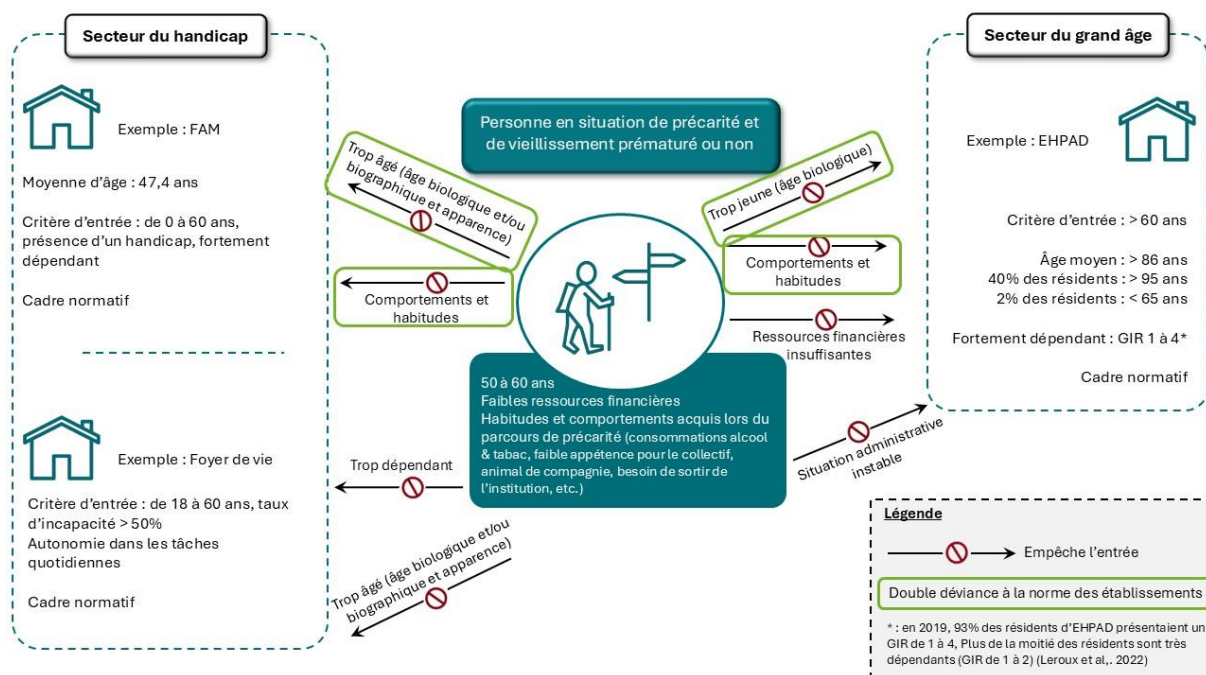 Secteur du handicap
Exemple : FAM
Moyenne d'âge : 47,4 ans
Critère d'entrée : de 0 à 60 ans,
présence d'un handicap, fortement
dépendant
Cadre normatif
Exemple : Foyer de vie
Critère d'entrée : de 18 à 60 ans, taux
d'incapacité > 50%
Autonomie dans les tâches
quotidiennes
Cadre normatif
Personne en situation de précarité et
de vieillissement prématuré ou non
Trop âgé (âge biologique et/ou
biographique et apparence)
Comportements et
habitudes
Trop jeune (âge biologique)
Comportements et
habitudes
Ressources financières
insuffisantes
50 à 60 ans
Faibles ressources financières
Habitudes et comportements acquis lors du
parcours de précarité (consommations alcool
& tabac, faible appétence pour le collectif,
animal de compagnie, besoin de sortir de
l'institution, etc.)
Trop dépendant
Trop âgé (âge biologique et/ou
biographique et apparence)
Situation administrative
instable
Secteur du grand âge
Exemple : EHPAD
Critère d'entrée : > 60 ans
Âge moyen : > 86 ans
40% des résidents : > 95 ans
2% des résidents : < 65 ans
Fortement dépendant : GIR 1 à 4*
Cadre normatif
Légende
Empêche l'entrée
Double déviance à la norme des établissements
* : en 2019, 93% des résidents d'EHPAD présentaient un
GIR de 1 à 4, Plus de la moitié des résidents sont très
dépendants (GIR de 1 à 2) (Leroux et al,. 2022)